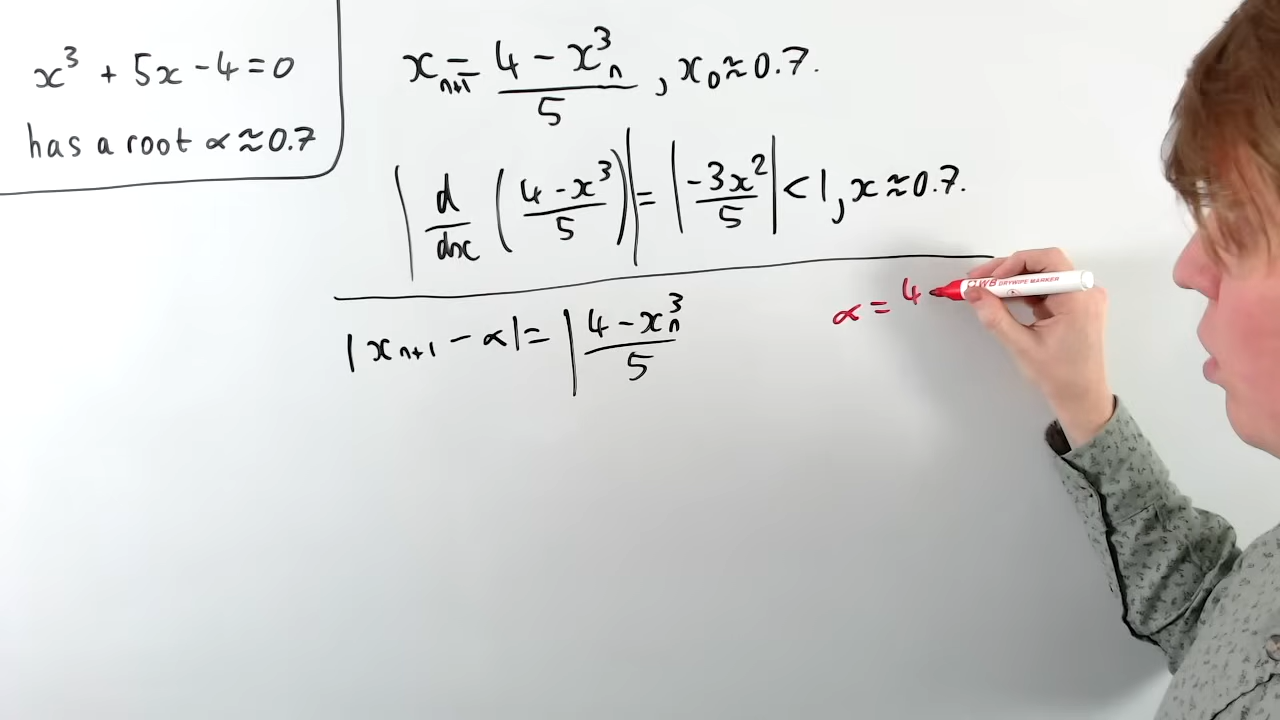 x³ + 5x - 4 = 0
has a root α ≈ 0.7
xₙ₊₁ = (4 - xₙ³)/5 , x₀ ≈ 0.7.
|d/dx ((4 - x³)/5)| = |-3x²/5| < 1, x ≈ 0.7.
α = 4
|xₙ₊₁ - α| = |(4 - xₙ³)/5
WB DRYWIPE MARKER